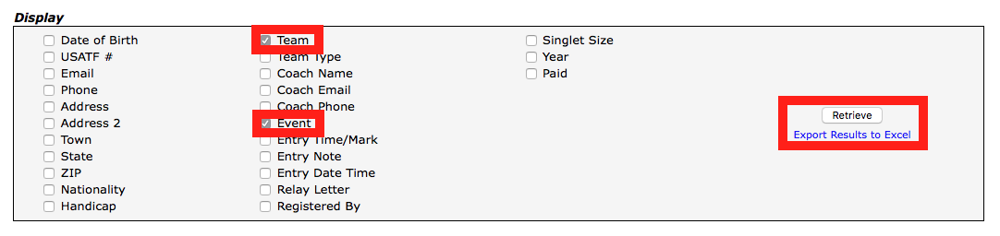 Display
Date of Birth
USATF #
Email
Phone
Address
Address 2
Town
State
ZIP
Nationality
Handicap
Team
Team Type
Coach Name
Coach Email
Coach Phone
Event
Entry Time/Mark
Entry Note
Entry Date Time
Relay Letter
Registered By
Singlet Size
Year
Paid
Retrieve
Export Results to Excel